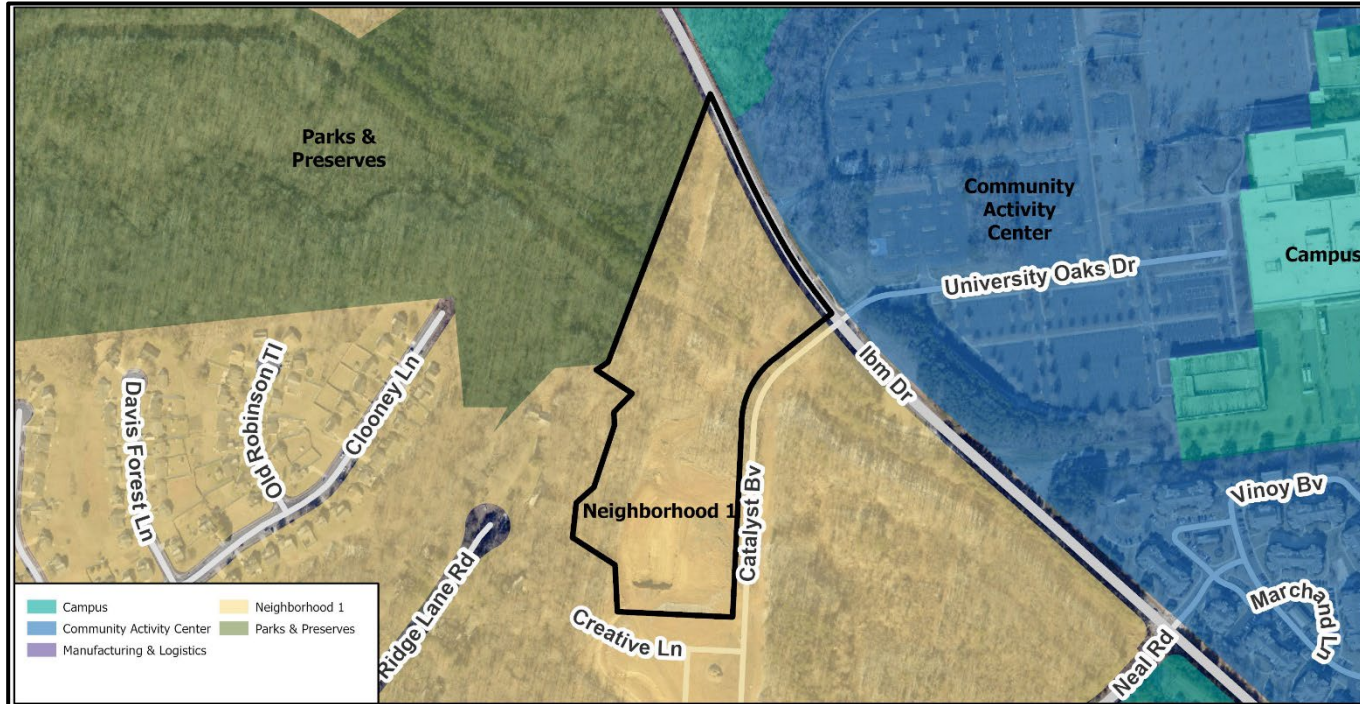 Parks &
Preserves
Community
Activity
Center
Campus
University Oaks Dr
Ibm Dr
Clooney Ln
Old Robinson Tl
Davis Forest Ln
Neighborhood 1
Catalyst Bv
Vinoy Bv
Marchand Ln
Neal Rd
Creative Ln
Ridge Lane Rd
Campus
Community Activity Center
Manufacturing & Logistics
Neighborhood 1
Parks & Preserves